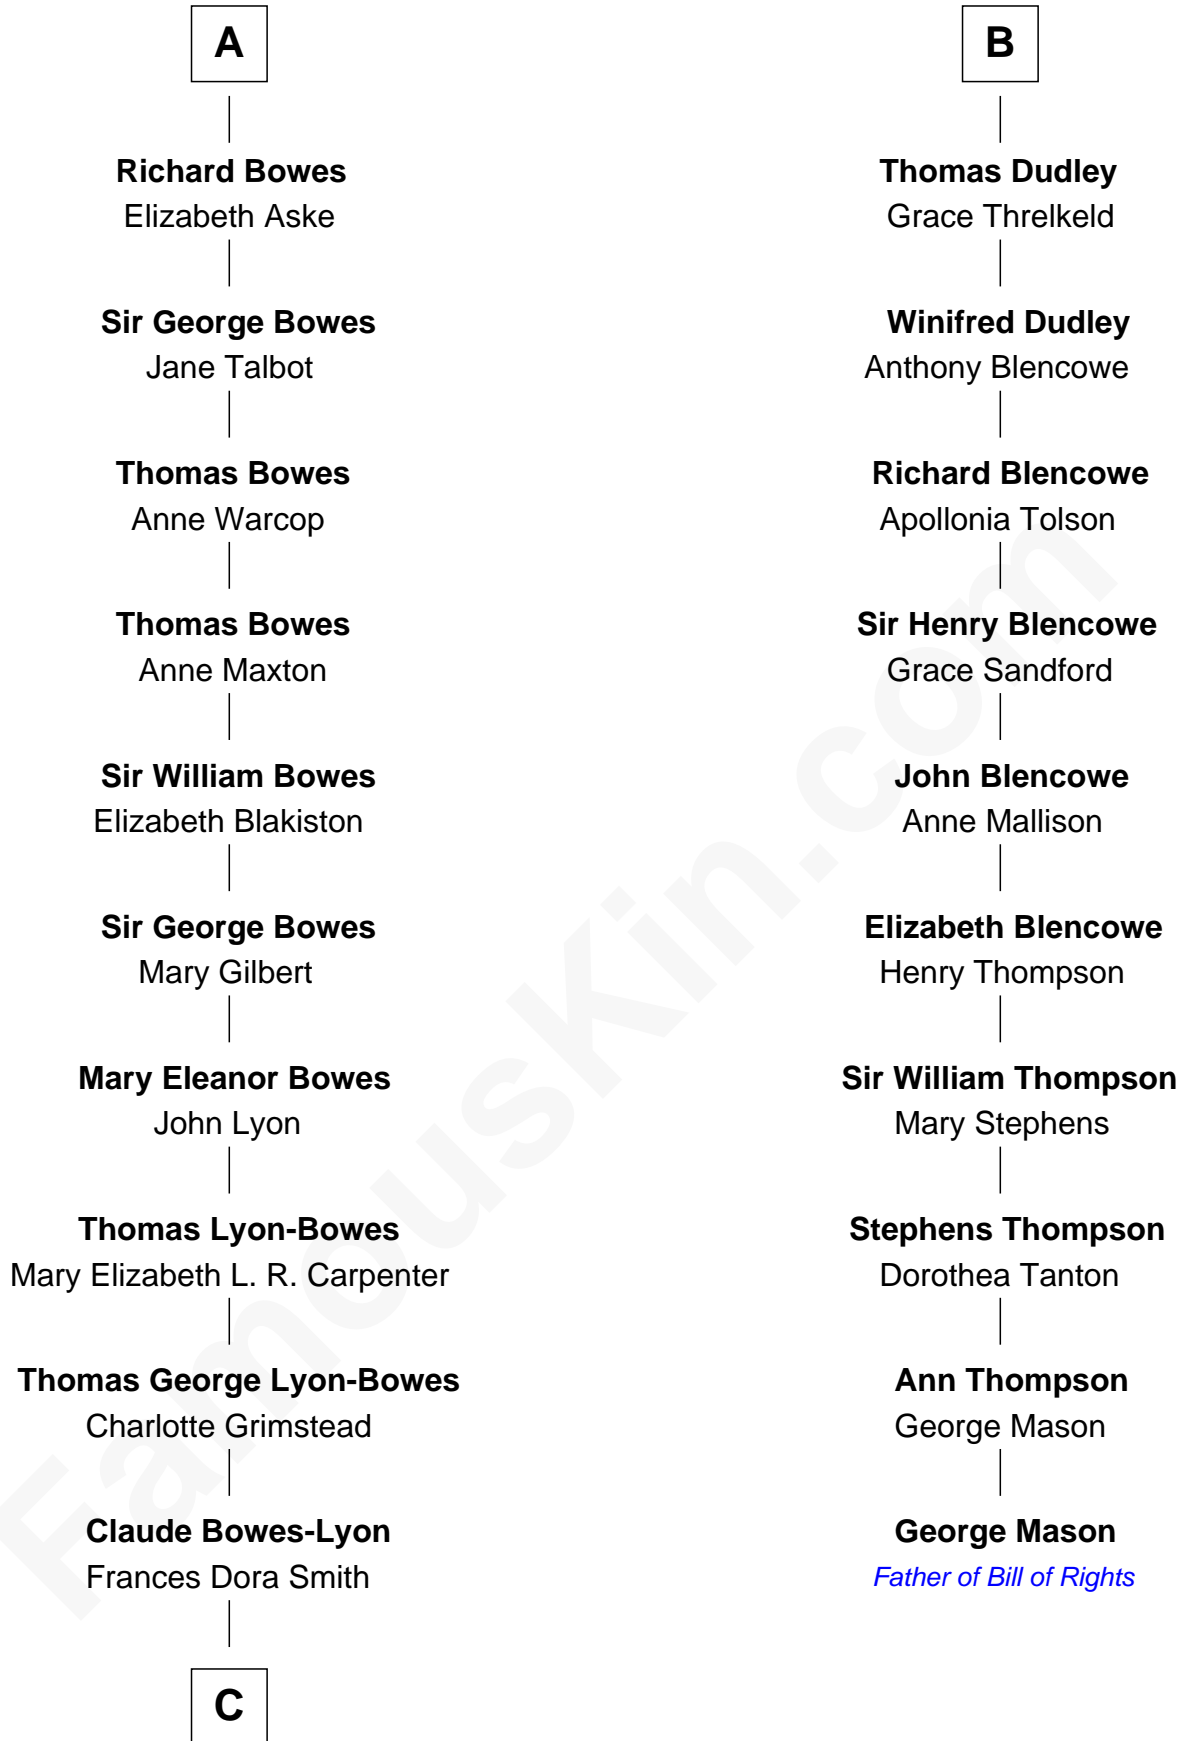 A
Richard Bowes
Elizabeth Aske
Sir George Bowes
Jane Talbot
Thomas Bowes
Anne Warcop
Thomas Bowes
Anne Maxton
Sir William Bowes
Elizabeth Blakiston
Sir George Bowes
Mary Gilbert
Mary Eleanor Bowes
John Lyon
Thomas Lyon-Bowes
Mary Elizabeth L. R. Carpenter
Thomas George Lyon-Bowes
Charlotte Grimstead
Claude Bowes-Lyon
Frances Dora Smith
C
B
Thomas Dudley
Grace Threlkeld
Winifred Dudley
Anthony Blencowe
Richard Blencowe
Apollonia Tolson
Sir Henry Blencowe
Grace Sandford
John Blencowe
Anne Mallison
Elizabeth Blencowe
Henry Thompson
Sir William Thompson
Mary Stephens
Stephens Thompson
Dorothea Tanton
Ann Thompson
George Mason
George Mason
Father of Bill of Rights
FamousKin.com